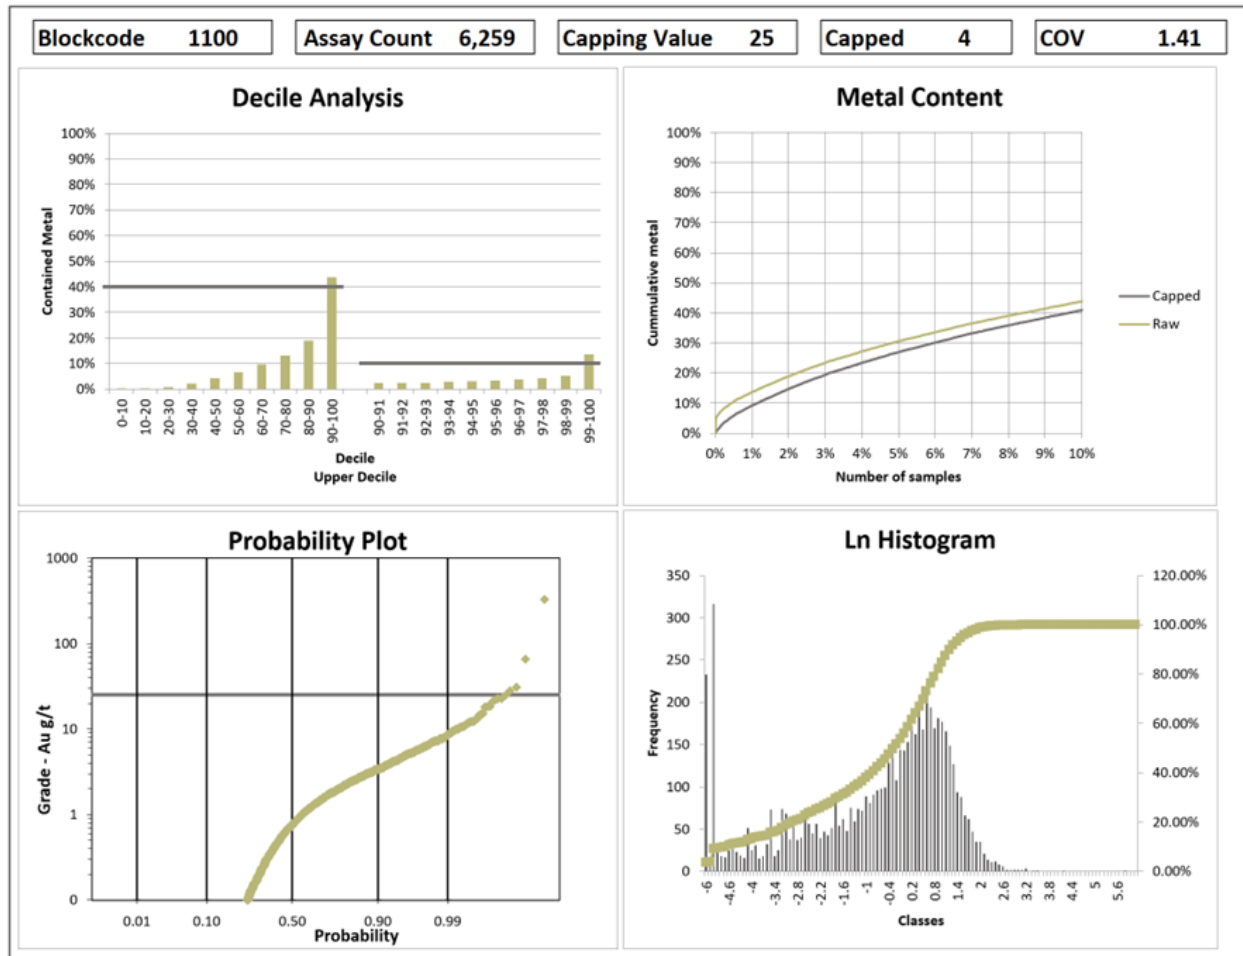 Blockcode 1100 Assay Count 6,259 Capping Value 25 Capped 4 COV 1.41
Decile Analysis
Contained Metal
100%
90%
80%
70%
60%
50%
40%
30%
20%
10%
0%
0-10 10-20 20-30 30-40 40-50 50-60 60-70 70-80 80-90 90-100 90-91 91-92 92-93 93-94 94-95 95-96 96-97 97-98 98-99 99-100
Decile
Upper Decile
Metal Content
Cummulative metal
100%
90%
80%
70%
60%
50%
40%
30%
20%
10%
0%
0% 1% 2% 3% 4% 5% 6% 7% 8% 9% 10%
Number of samples
Capped
Raw
Probability Plot
Grade - Au g/t
1000
100
10
1
0
0.01 0.10 0.50 0.90 0.99
Probability
Ln Histogram
Frequency
350
300
250
200
150
100
50
0
120.00%
100.00%
80.00%
60.00%
40.00%
20.00%
0.00%
-6 -4.6 -4 -3.4 -2.8 -2.2 -1.6 -1 -0.4 0.2 0.8 1.4 2 2.6 3.2 3.8 4.4 5 5.6
Classes